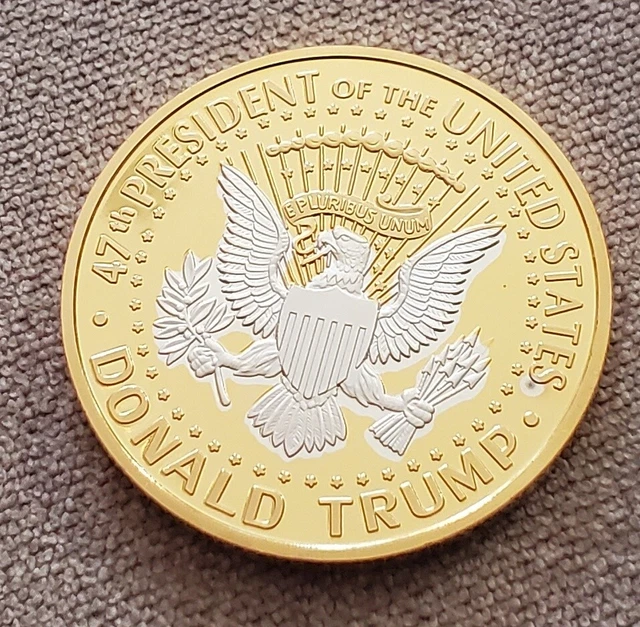 47th PRESIDENT OF THE UNITED STATES
E PLURIBUS UNUM
DONALD TRUMP